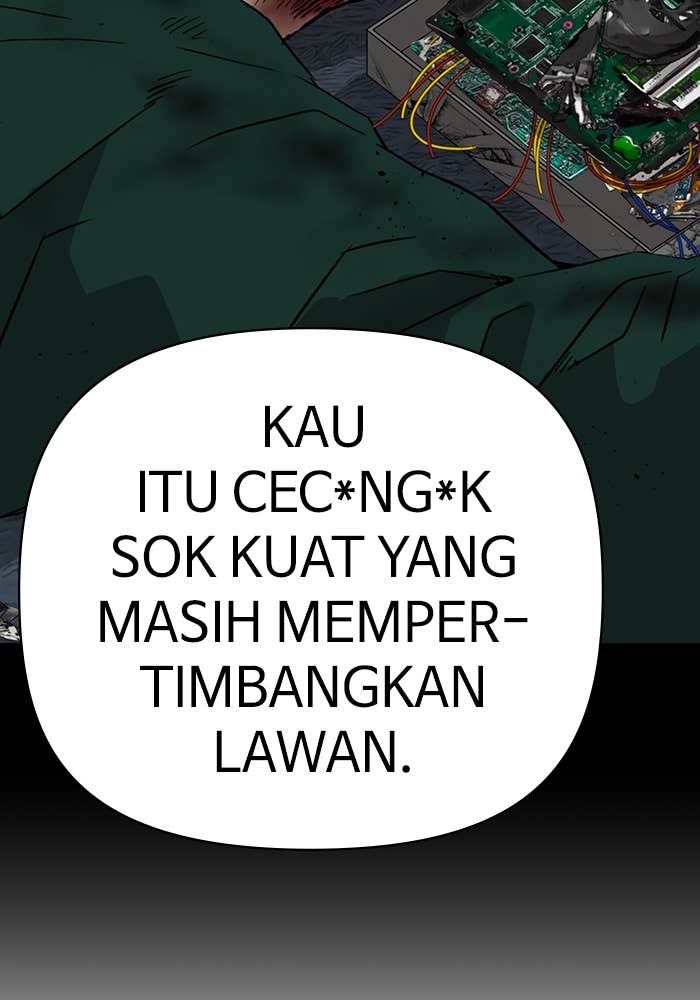 KAU
ITU CEC*NG*K
SOK KUAT YANG
MASIH MEMPER-
TIMBANGKAN
LAWAN.